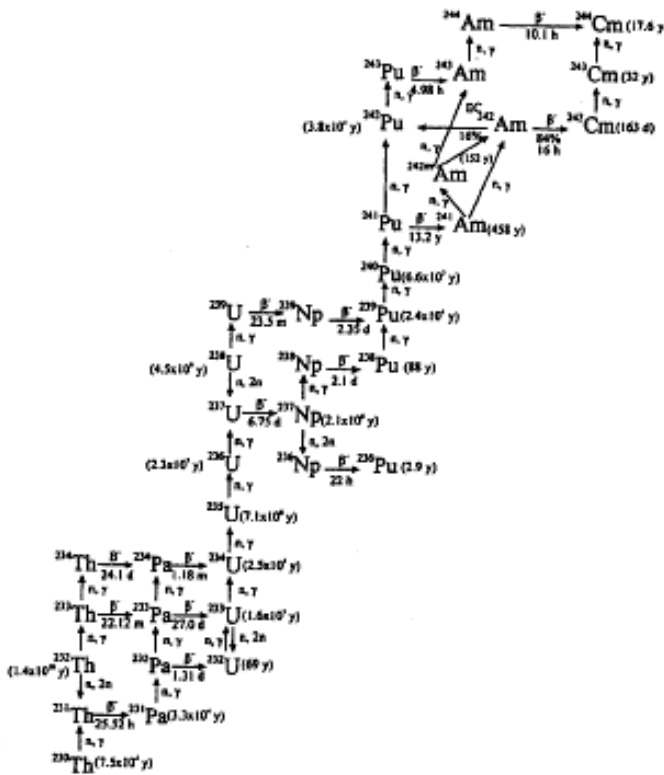 ²⁴⁴Am β⁻ 10.1 h ²⁴⁴Cm (17.6 y
n, γ n, γ
²⁴³Pu β⁻ 4.98 h ²⁴³Am ²⁴³Cm (32 y)
n, γ EC n, γ
(3.8x10⁵ y) ²⁴²Pu 16% ²⁴²Am β⁻ 84% 16 h ²⁴²Cm (163 d)
n, γ (152 y)
²⁴²ᵐAm
n, γ n, γ n, γ
²⁴¹Pu β⁻ 13.2 y ²⁴¹Am (458 y)
n, γ
²⁴⁰Pu (6.6x10³ y)
n, γ
²³⁹U β⁻ 23.5 m ²³⁹Np β⁻ 2.35 d ²³⁹Pu (2.4x10⁴ y)
n, γ n, γ
(4.5x10⁹ y) ²³⁸U ²³⁸Np β⁻ 2.1 d ²³⁸Pu (88 y)
n, 2n n, γ
²³⁷U β⁻ 6.75 d ²³⁷Np (2.1x10⁶ y)
n, γ n, 2n
(2.3x10⁷ y) ²³⁶U ²³⁶Np β⁻ 22 h ²³⁶Pu (2.9 y)
n, γ
²³⁵U (7.1x10⁸ y)
n, γ
²³⁴Th β⁻ 24.1 d ²³⁴Pa β⁻ 1.18 m ²³⁴U (2.5x10⁵ y)
n, γ n, γ n, γ
²³³Th β⁻ 22.12 m ²³³Pa β⁻ 27.0 d ²³³U (1.6x10⁵ y)
n, γ n, γ n, γ n, 2n
(1.4x10¹⁰ y) ²³²Th ²³²Pa β⁻ 1.31 d ²³²U (69 y)
n, 2n n, γ
²³¹Th β⁻ 25.52 h ²³¹Pa (3.3x10⁴ y)
n, γ
²³⁰Th (7.5x10⁴ y)